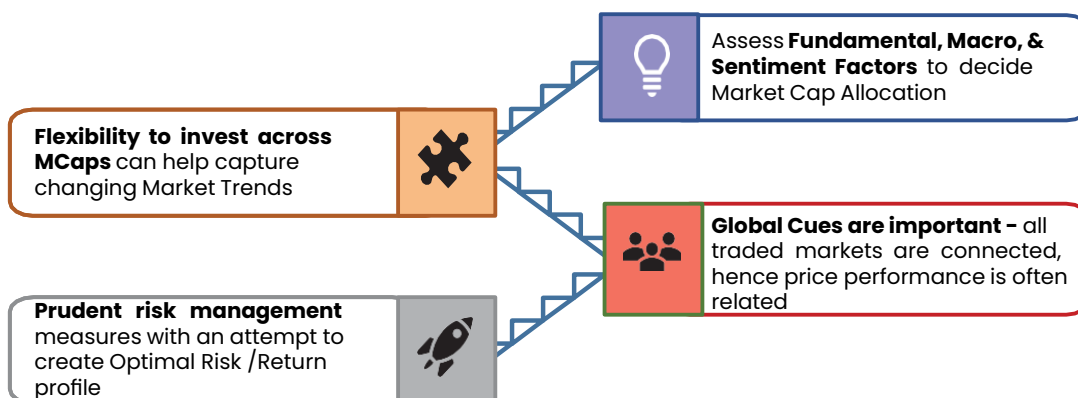 Assess Fundamental, Macro, &
Sentiment Factors to decide
Market Cap Allocation
Flexibility to invest across
MCaps can help capture
changing Market Trends
Global Cues are important - all
traded markets are connected,
hence price performance is often
related
Prudent risk management
measures with an attempt to
create Optimal Risk /Return
profile